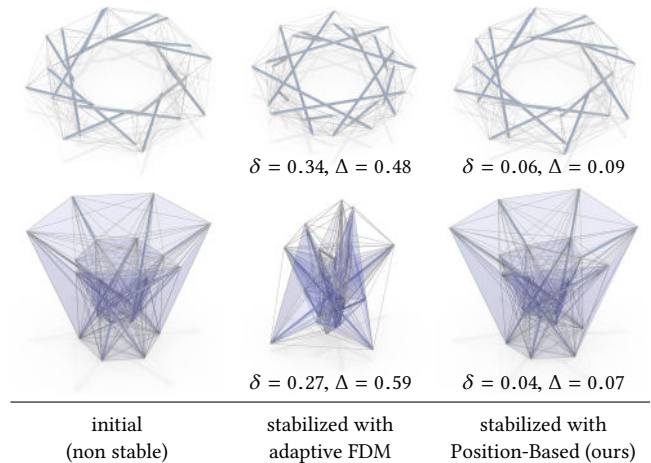 δ = 0.34, Δ = 0.48
δ = 0.06, Δ = 0.09
δ = 0.27, Δ = 0.59
δ = 0.04, Δ = 0.07
initial
(non stable)
stabilized with
adaptive FDM
stabilized with
Position-Based (ours)